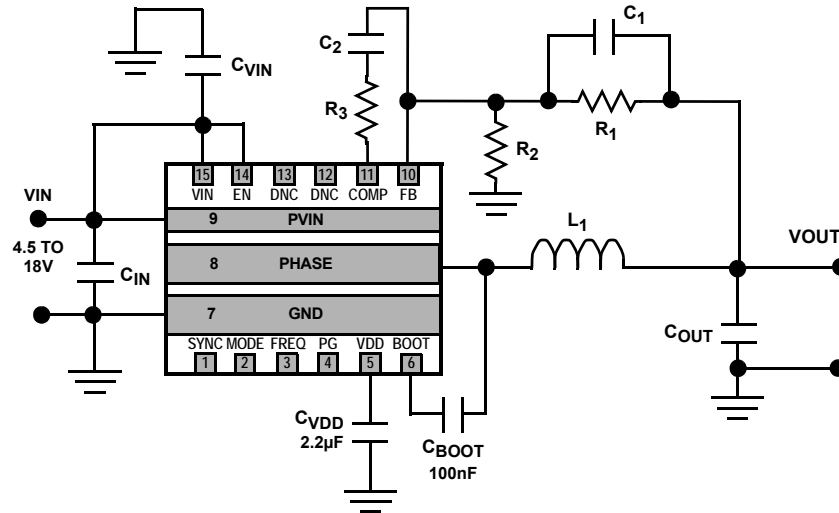 C1
C2
CVIN
R3
R1
R2
15 14 13 12 11 10
VIN EN DNC DNC COMP FB
VIN
9 PVIN
L1
4.5 TO
18V
CIN
8 PHASE
VOUT
7 GND
COUT
SYNC MODE FREQ PG VDD BOOT
1 2 3 4 5 6
CVDD
2.2µF
CBOOT
100nF